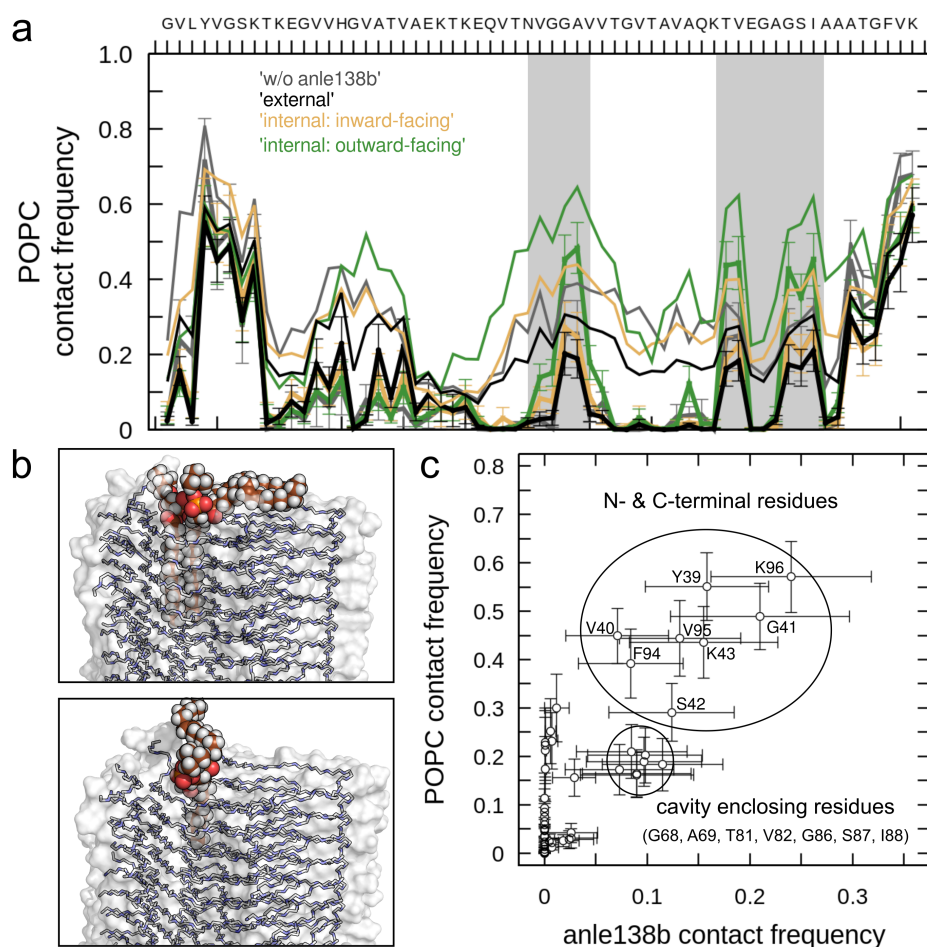 a
GVLYVGSKTKEGVVHGVATVAEKTKEQVTNVGGAVVTGVTAVAQKTVEGAGSIAAATGFVK
POPC
contact frequency
1.0
0.8
0.6
0.4
0.2
0
'w/o anle138b'
'external'
'internal: inward-facing'
'internal: outward-facing'
b
c
POPC contact frequency
0.8
0.7
0.6
0.5
0.4
0.3
0.2
0.1
0
N- & C-terminal residues
Y39
K96
V40
V95
G41
F94
K43
S42
cavity enclosing residues
(G68, A69, T81, V82, G86, S87, I88)
0
0.1
0.2
0.3
anle138b contact frequency